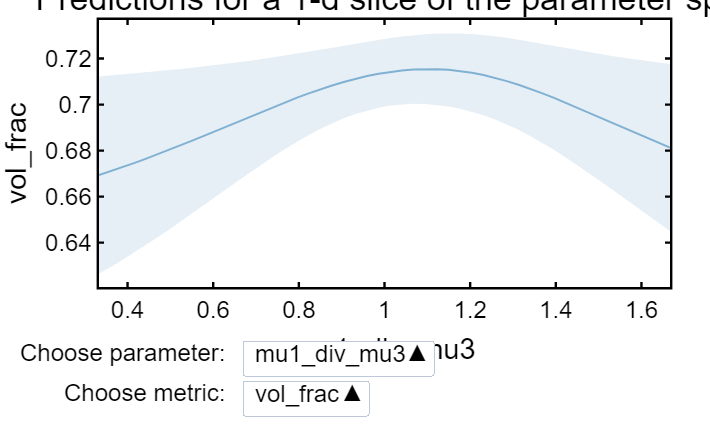 Predictions for a 1-d slice of the parameter sp
vol_frac
0.72
0.7
0.68
0.66
0.64
0.4 0.6 0.8 1 1.2 1.4 1.6
Choose parameter: mu1_div_mu3▲
Choose metric: vol_frac▲